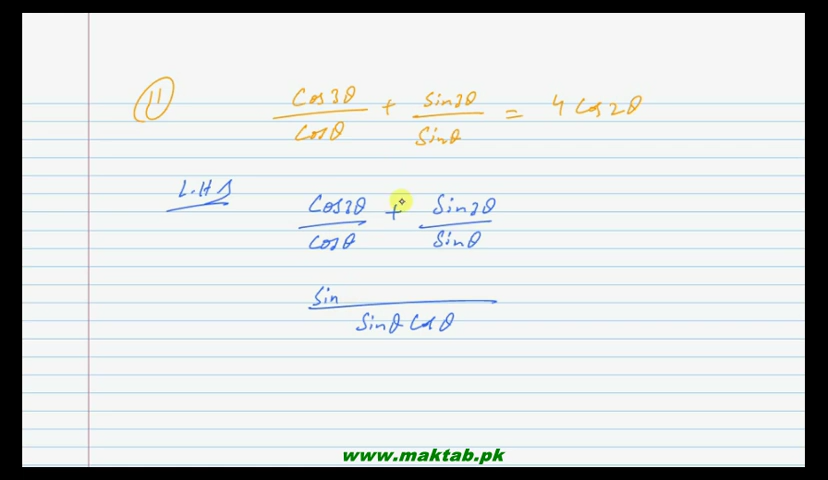 11
cos3θ/cosθ + sin3θ/sinθ = 4 cos2θ
L.H.S
cos3θ/cosθ + sin3θ/sinθ
sin
sinθ cosθ
www.maktab.pk